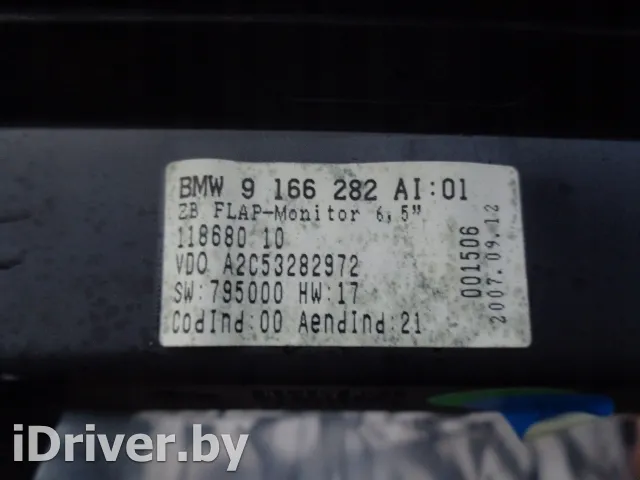 BMW 9 166 282 AI:01
ZB FLAP-Monitor 6,5"
118680 10
VDO A2C53282972
SW:795000 HW:17
CodInd:00 AendInd:21
001506
2007.09.12
iDriver.by